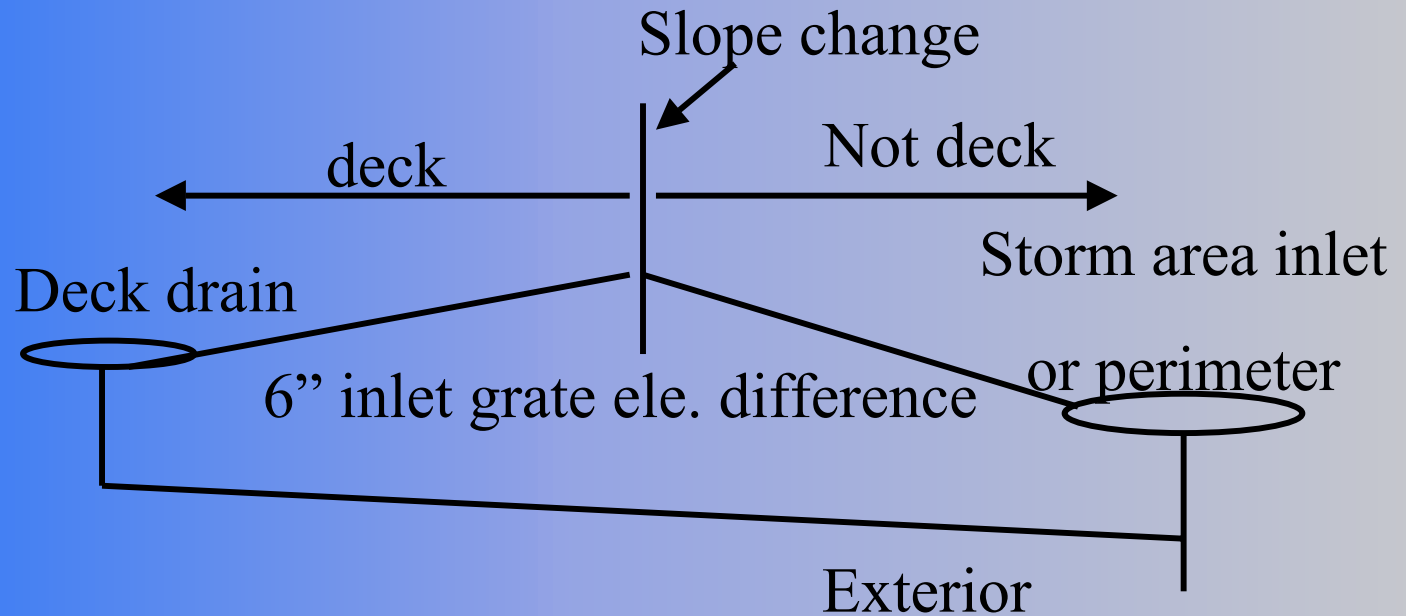 Slope change
deck
Not deck
Storm area inlet
Deck drain
or perimeter
6” inlet grate ele. difference
Exterior